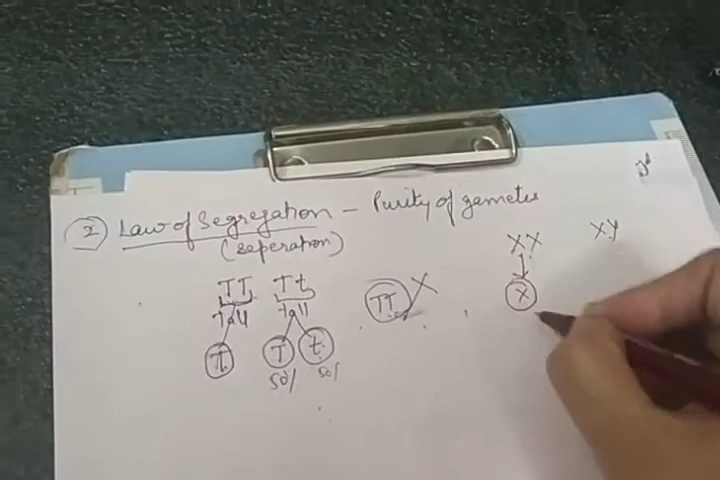 2 Law of Segregation - Purity of gametes
(seperation)
XX XY
TT Tt TT X
Tall Tall X
T T t
50% 50%